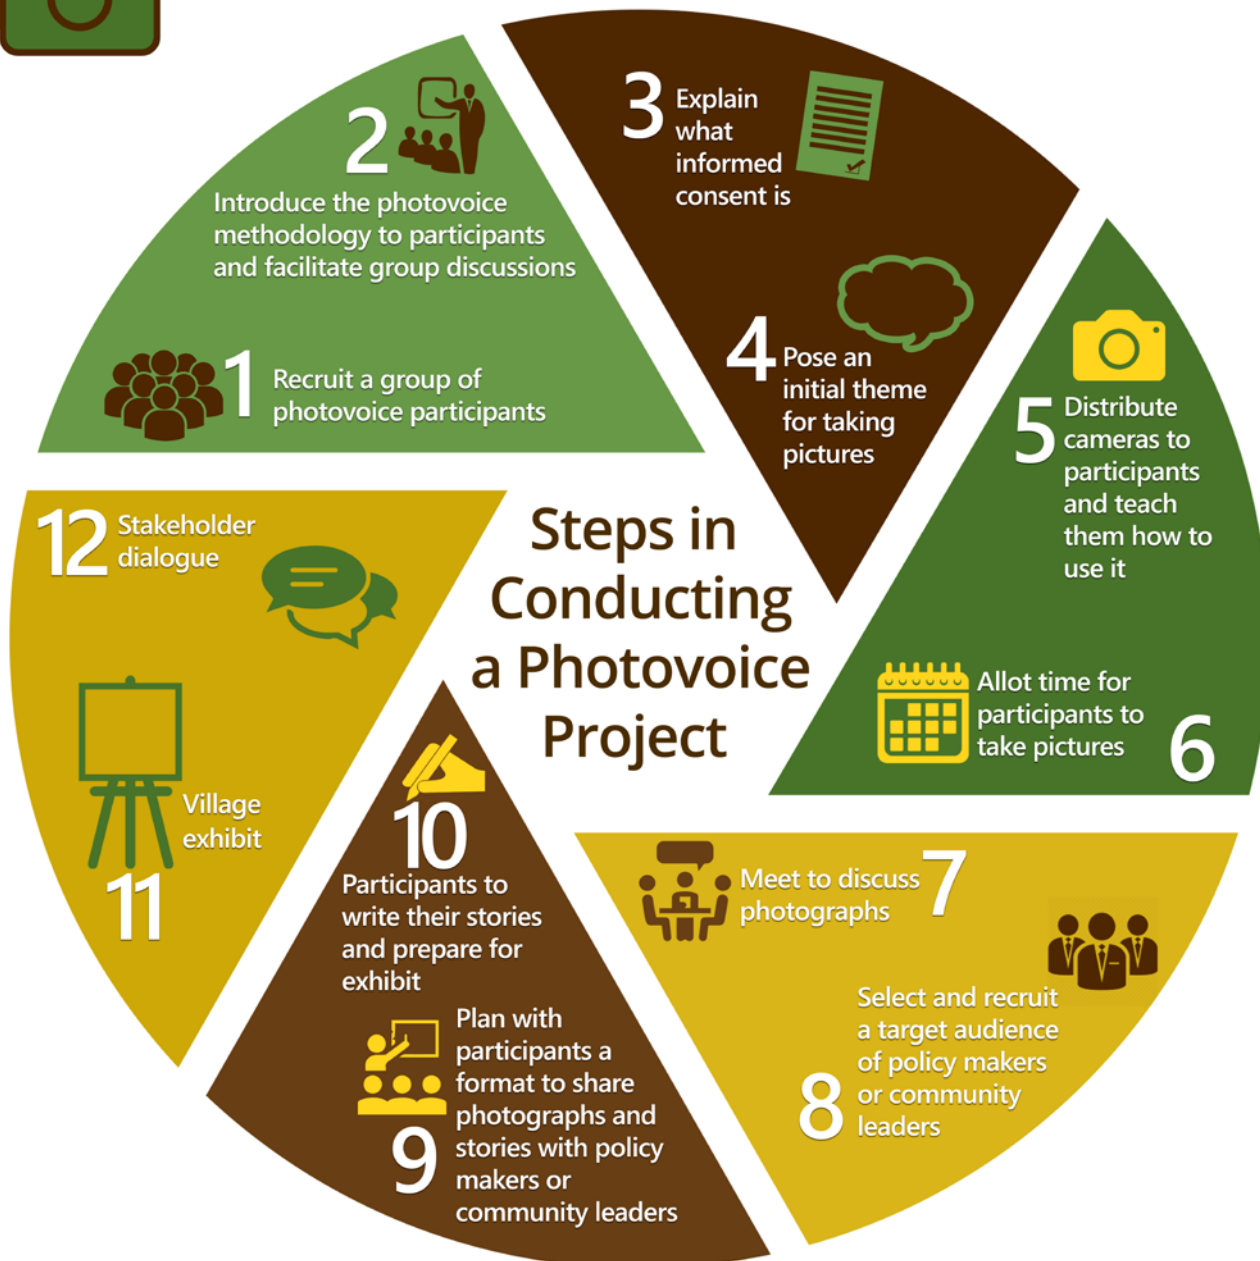 Steps in
Conducting
a Photovoice
Project
1
Recruit a group of
photovoice participants
2
Introduce the photovoice
methodology to participants
and facilitate group discussions
3
Explain
what
informed
consent is
4
Pose an
initial theme
for taking
pictures
5
Distribute
cameras to
participants
and teach
them how to
use it
6
Allot time for
participants to
take pictures
7
Meet to discuss
photographs
8
Select and recruit
a target audience
of policy makers
or community
leaders
9
Plan with
participants a
format to share
photographs and
stories with policy
makers or
community leaders
10
Participants to
write their stories
and prepare for
exhibit
11
Village
exhibit
12
Stakeholder
dialogue